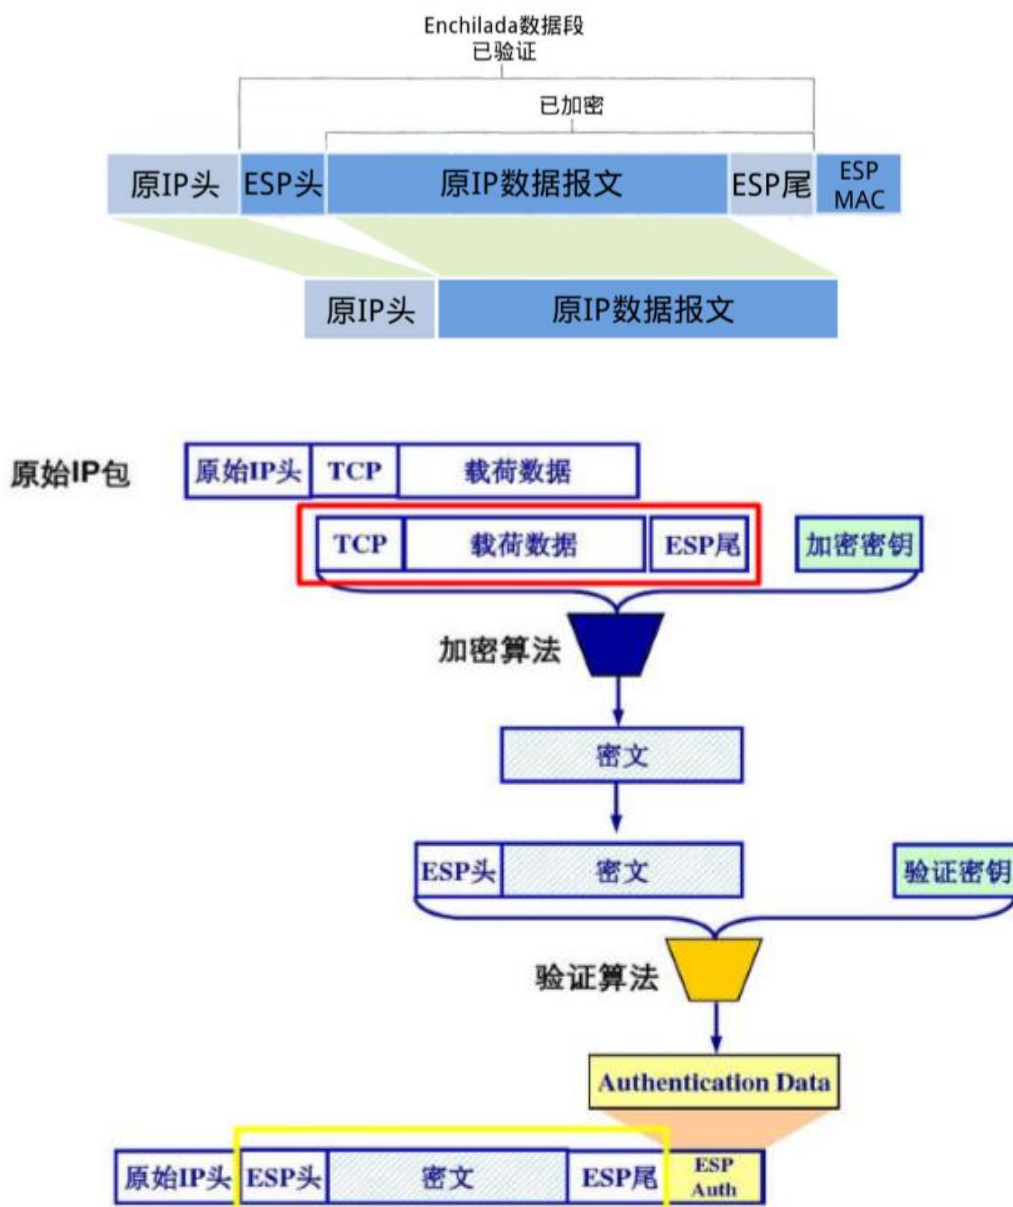 Enchilada数据段
已验证
已加密
原IP头
ESP头
原IP数据报文
ESP尾
ESP
MAC
原IP头
原IP数据报文
原始IP包
原始IP头
TCP
载荷数据
TCP
载荷数据
ESP尾
加密密钥
加密算法
密文
ESP头
密文
验证密钥
验证算法
Authentication Data
原始IP头
ESP头
密文
ESP尾
ESP
Auth